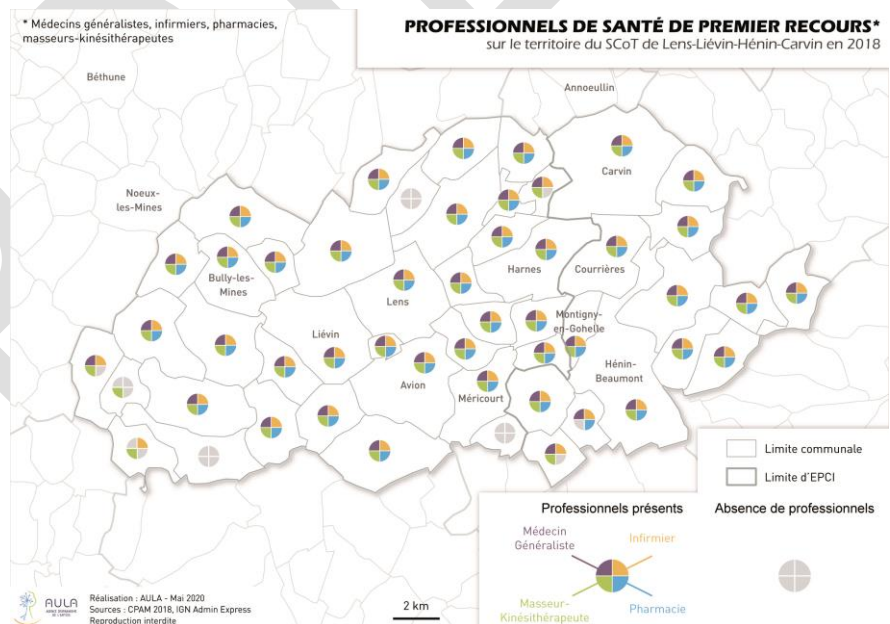 * Médecins généralistes, infirmiers, pharmacies,
masseurs-kinésithérapeutes
PROFESSIONNELS DE SANTÉ DE PREMIER RECOURS*
sur le territoire du SCoT de Lens-Liévin-Hénin-Carvin en 2018
Béthune
Annoeullin
Carvin
Noeux-
les-Mines
Bully-les-
Mines
Harnes
Courrières
Lens
Montigny-
en-Gohelle
Liévin
Hénin-
Beaumont
Avion
Méricourt
Limite communale
Limite d'EPCI
Professionnels présents
Absence de professionnels
Médecin
Généraliste
Infirmier
Masseur-
Kinésithérapeute
Pharmacie
AULA
Réalisation : AULA - Mai 2020
Sources : CPAM 2018, IGN Admin Express
Reproduction interdite
2 km